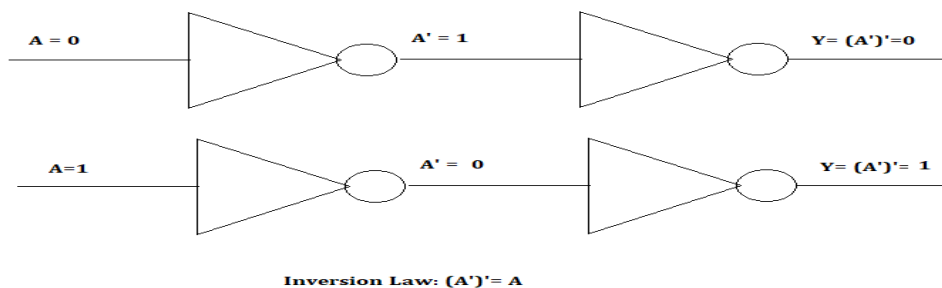 A = 0
A' = 1
Y= (A')'=0
A=1
A' = 0
Y= (A')'= 1
Inversion Law: (A')'= A